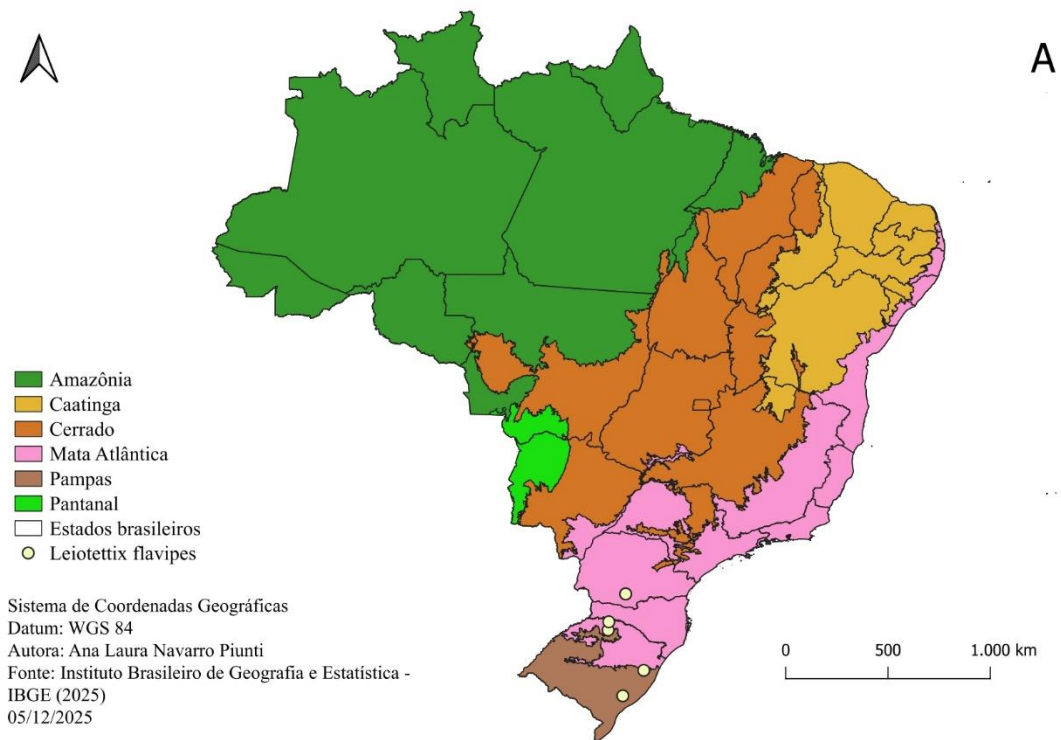 A
Amazônia
Caatinga
Cerrado
Mata Atlântica
Pampas
Pantanal
Estados brasileiros
Leiotettix flavipes
Sistema de Coordenadas Geográficas
Datum: WGS 84
Autora: Ana Laura Navarro Piunti
Fonte: Instituto Brasileiro de Geografia e Estatística -
IBGE (2025)
05/12/2025
0 500 1.000 km